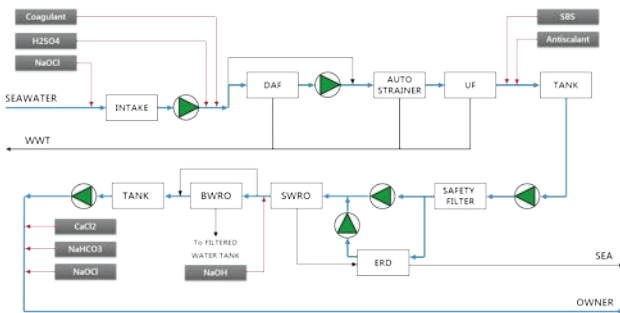 Coagulant
SBS
H2SO4
Antiscalant
NaOCl
SEAWATER
INTAKE
DAF
AUTO
STRAINER
UF
TANK
WWT
TANK
BWRO
SWRO
SAFETY
FILTER
CaCl2
To FILTERED
WATER TANK
NaHCO3
NaOH
ERD
SEA
NaOCl
OWNER